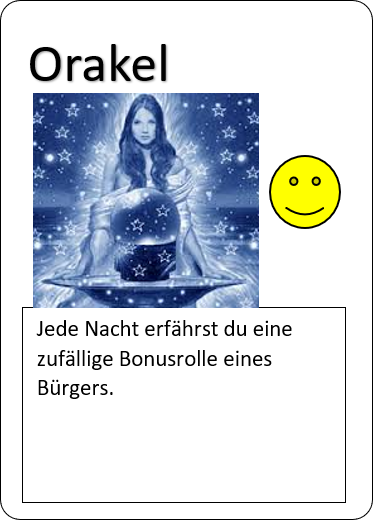 Orakel
Jede Nacht erfährst du eine
zufällige Bonusrolle eines
Bürgers.